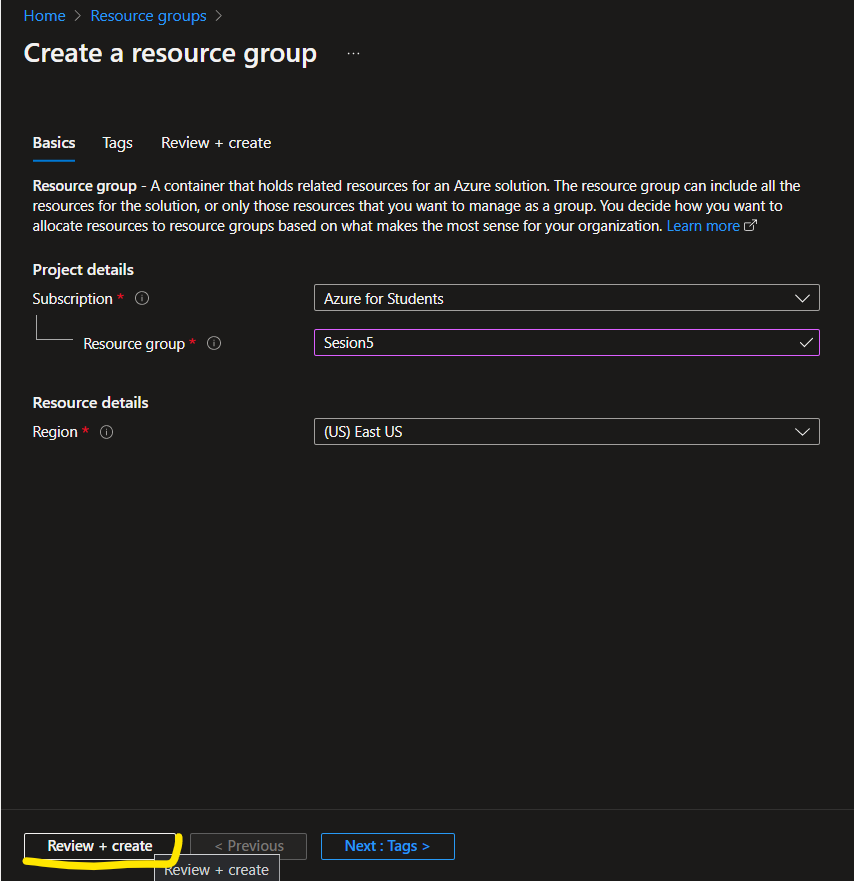 Home > Resource groups >
Create a resource group ...
Basics Tags Review + create
Resource group - A container that holds related resources for an Azure solution. The resource group can include all the
resources for the solution, or only those resources that you want to manage as a group. You decide how you want to
allocate resources to resource groups based on what makes the most sense for your organization. Learn more
Project details
Subscription * Azure for Students
Resource group * Sesion5
Resource details
Region * (US) East US
Review + create < Previous Next : Tags >
Review + create